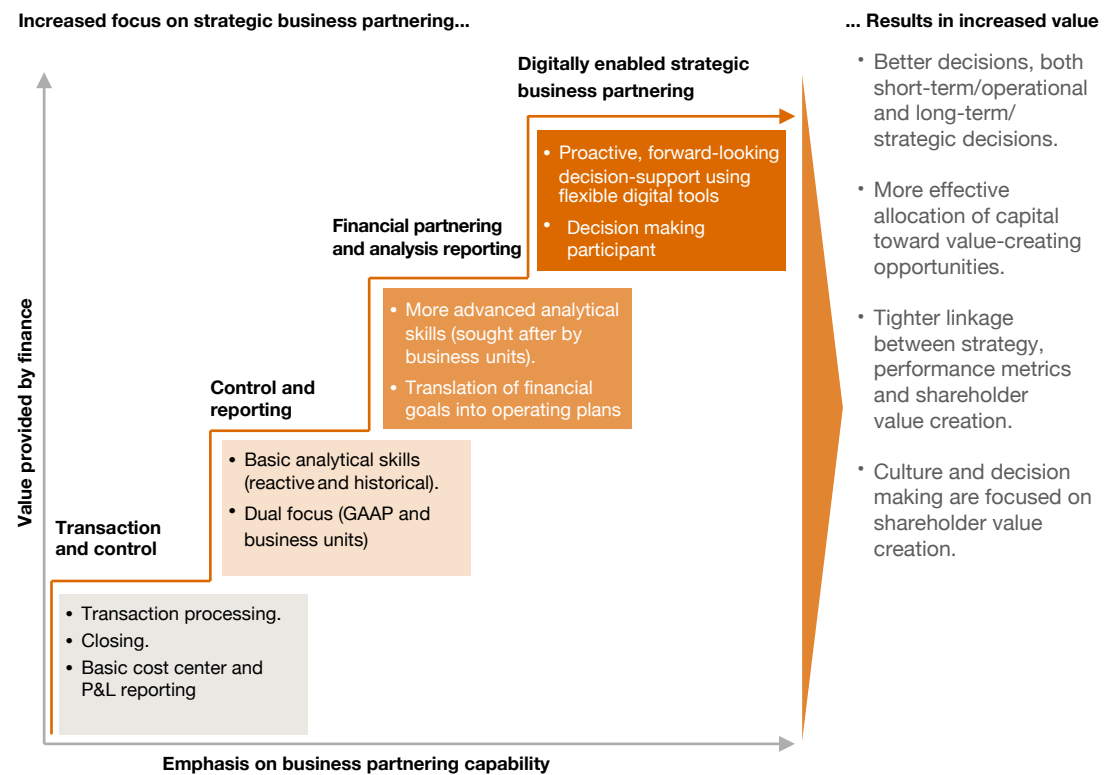 Increased focus on strategic business partnering...
... Results in increased value
Digitally enabled strategic
business partnering
• Proactive, forward-looking
decision-support using
flexible digital tools
• Decision making
participant
Financial partnering
and analysis reporting
• More advanced analytical
skills (sought after by
business units).
• Translation of financial
goals into operating plans
Control and
reporting
• Basic analytical skills
(reactive and historical).
• Dual focus (GAAP and
business units)
Transaction
and control
• Transaction processing.
• Closing.
• Basic cost center and
P&L reporting
Value provided by finance
Emphasis on business partnering capability
• Better decisions, both
short-term/operational
and long-term/
strategic decisions.
• More effective
allocation of capital
toward value-creating
opportunities.
• Tighter linkage
between strategy,
performance metrics
and shareholder
value creation.
• Culture and decision
making are focused on
shareholder value
creation.